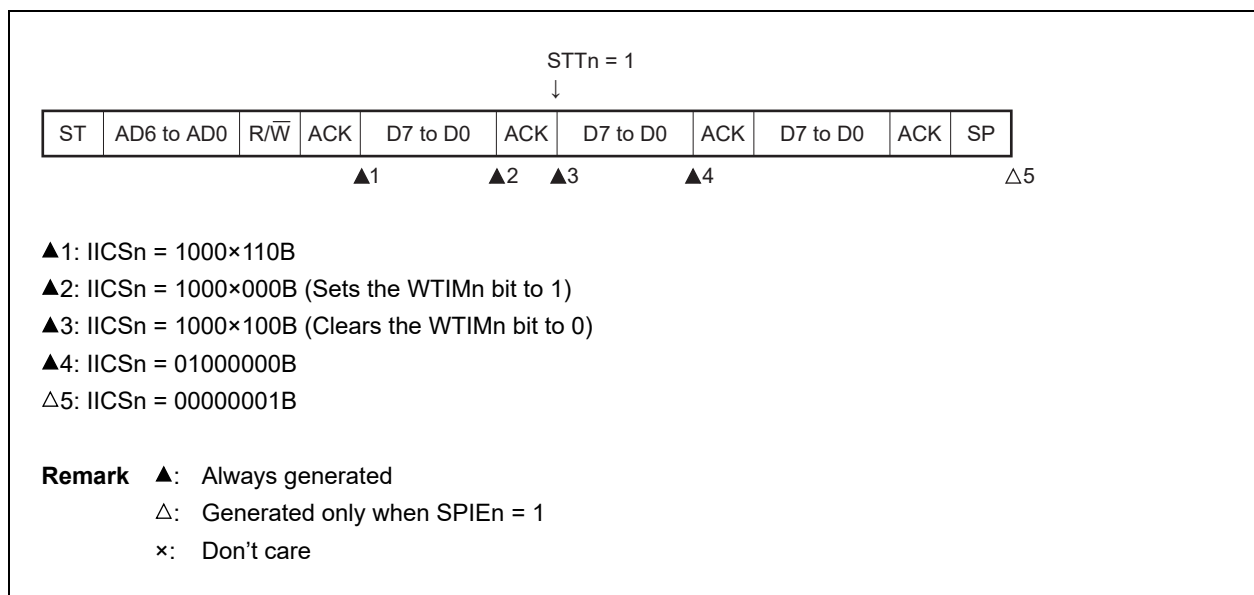 STTn = 1
↓
ST AD6 to AD0 R/W̅ ACK D7 to D0 ACK D7 to D0 ACK D7 to D0 ACK SP
▲1 ▲2 ▲3 ▲4 △5
▲1: IICSn = 1000×110B
▲2: IICSn = 1000×000B (Sets the WTIMn bit to 1)
▲3: IICSn = 1000×100B (Clears the WTIMn bit to 0)
▲4: IICSn = 01000000B
△5: IICSn = 00000001B
Remark ▲: Always generated
△: Generated only when SPIEn = 1
×: Don’t care